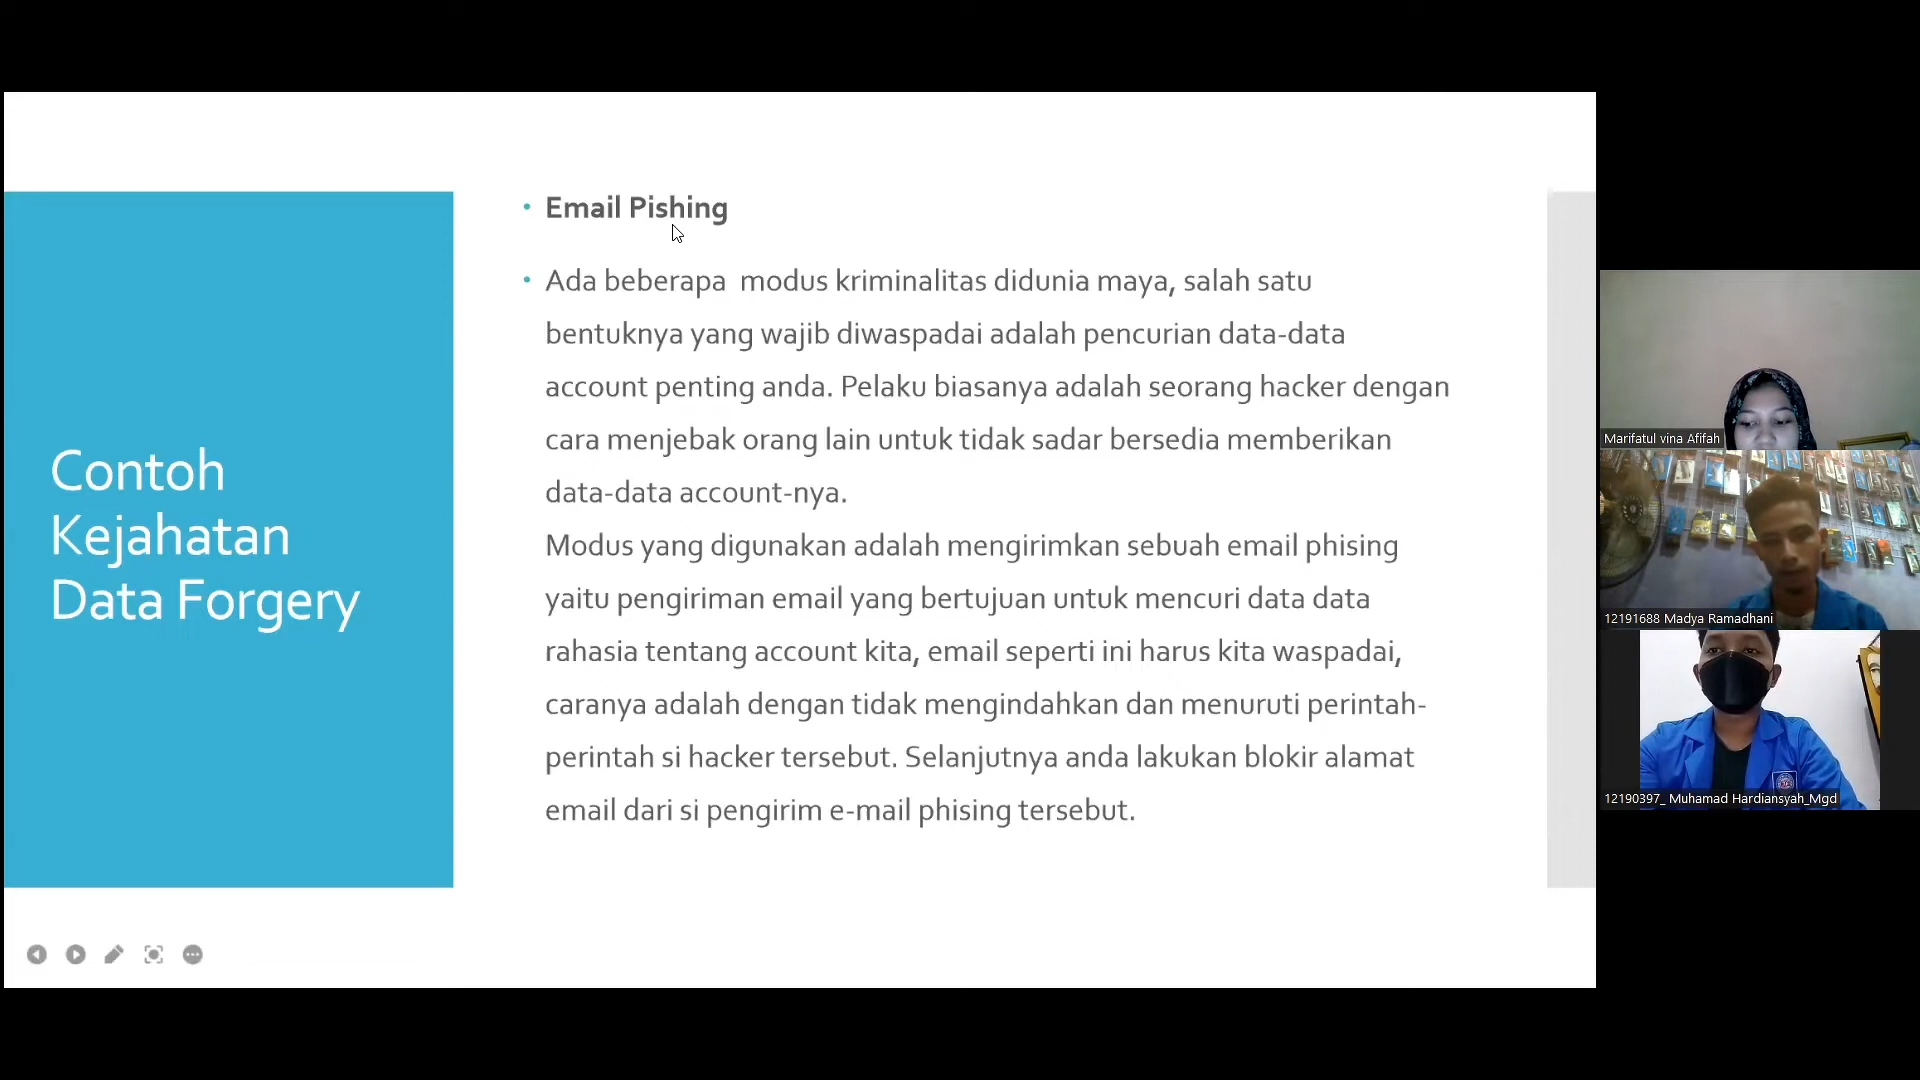 Contoh
Kejahatan
Data Forgery
Email Pishing
Ada beberapa  modus kriminalitas didunia maya, salah satu
bentuknya yang wajib diwaspadai adalah pencurian data-data
account penting anda. Pelaku biasanya adalah seorang hacker dengan
cara menjebak orang lain untuk tidak sadar bersedia memberikan
data-data account-nya.
Modus yang digunakan adalah mengirimkan sebuah email phising
yaitu pengiriman email yang bertujuan untuk mencuri data data
rahasia tentang account kita, email seperti ini harus kita waspadai,
caranya adalah dengan tidak mengindahkan dan menuruti perintah-
perintah si hacker tersebut. Selanjutnya anda lakukan blokir alamat
email dari si pengirim e-mail phising tersebut.
Marifatul vina Afifah
12191688 Madya Ramadhani
12190397_ Muhamad Hardiansyah_Mgd